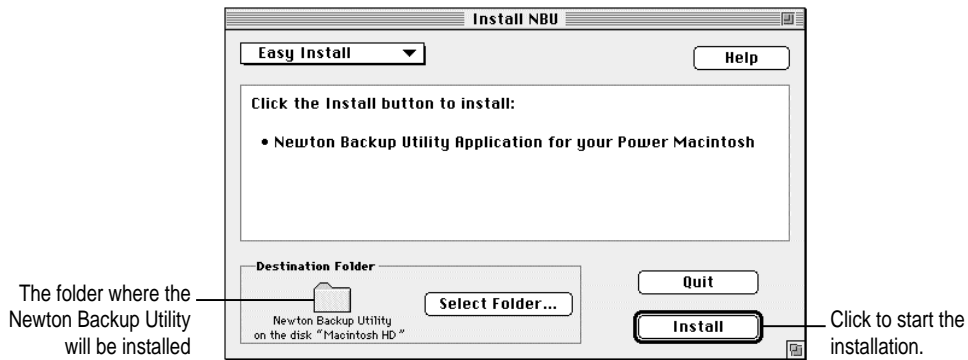 Install NBU
Easy Install
Help
Click the Install button to install:
• Newton Backup Utility Application for your Power Macintosh
Destination Folder
Newton Backup Utility
on the disk "Macintosh HD"
Select Folder...
Quit
Install
The folder where the
Newton Backup Utility
will be installed
Click to start the
installation.